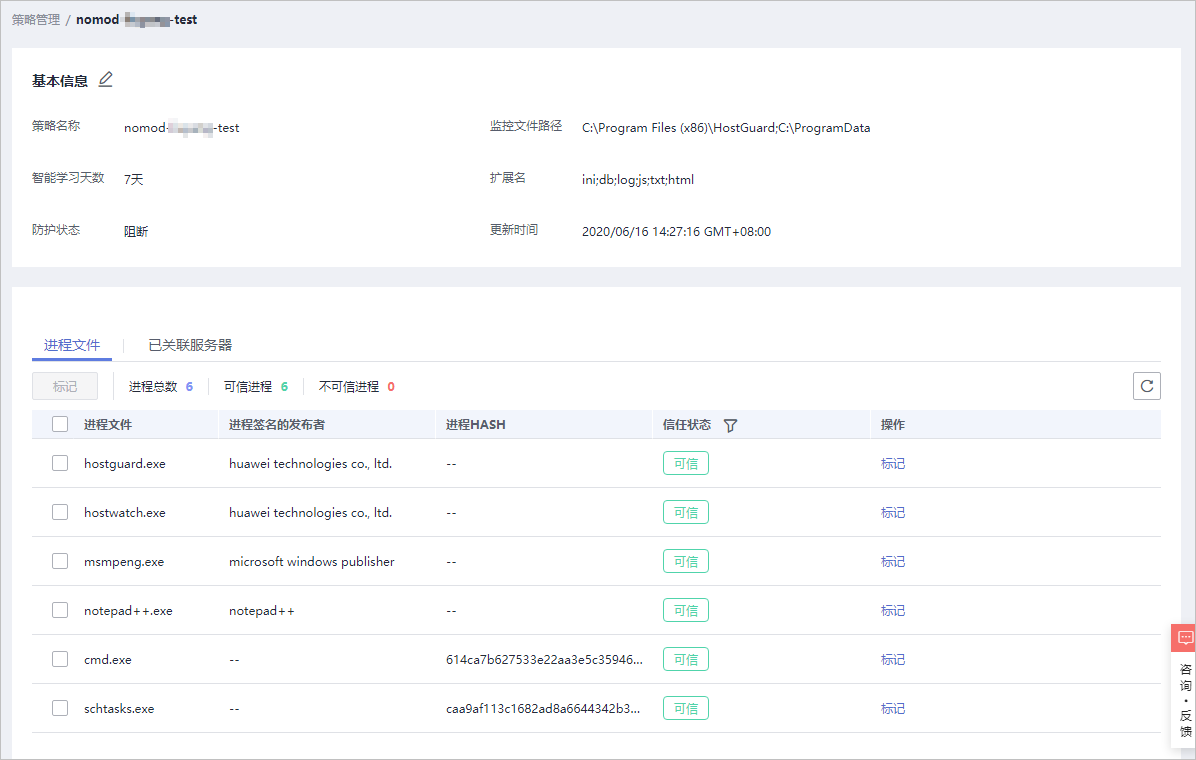 策略管理 / nomod-test
基本信息
策略名称 nomod-test 监控文件路径 C:\Program Files (x86)\HostGuard;C:\ProgramData
智能学习天数 7天 扩展名 ini;db;log;js;txt;html
防护状态 阻断 更新时间 2020/06/16 14:27:16 GMT+08:00
进程文件 已关联服务器
标记 进程总数 6 可信进程 6 不可信进程 0
进程文件 进程签名的发布者 进程HASH 信任状态 操作
hostguard.exe huawei technologies co., ltd. -- 可信 标记
hostwatch.exe huawei technologies co., ltd. -- 可信 标记
msmpeng.exe microsoft windows publisher -- 可信 标记
notepad++.exe notepad++ -- 可信 标记
cmd.exe -- 614ca7b627533e22aa3e5c35946... 可信 标记
schtasks.exe -- caa9af113c1682ad8a6644342b3... 可信 标记
咨询・反馈